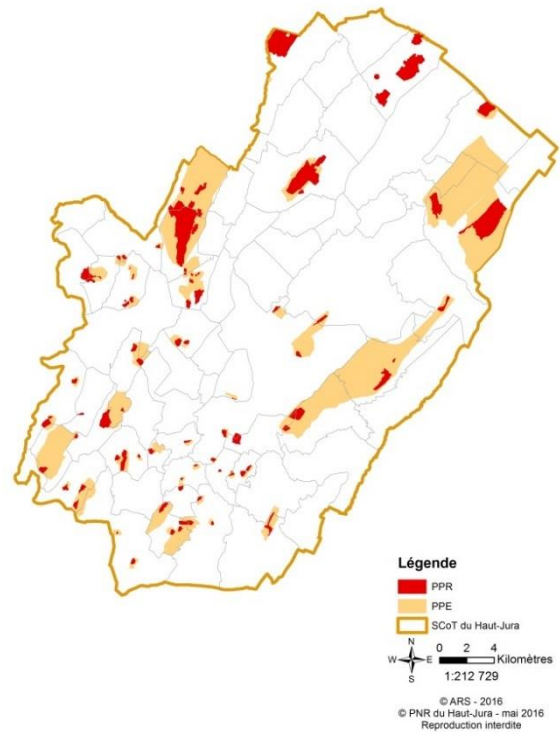 Légende
PPR
PPE
SCoT du Haut-Jura
N
W E
S
0 2 4
Kilomètres
1:212 729
© ARS - 2016
© PNR du Haut-Jura - mai 2016
Reproduction interdite